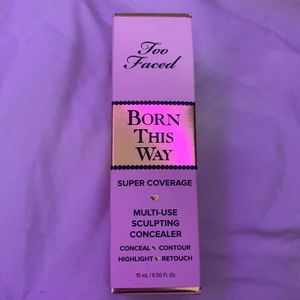 Too
Faced
BORN
THIS
WAY
SUPER COVERAGE
MULTI-USE
SCULPTING
CONCEALER
CONCEAL CONTOUR
HIGHLIGHT RETOUCH
15 mL / 0.50 Fl. Oz